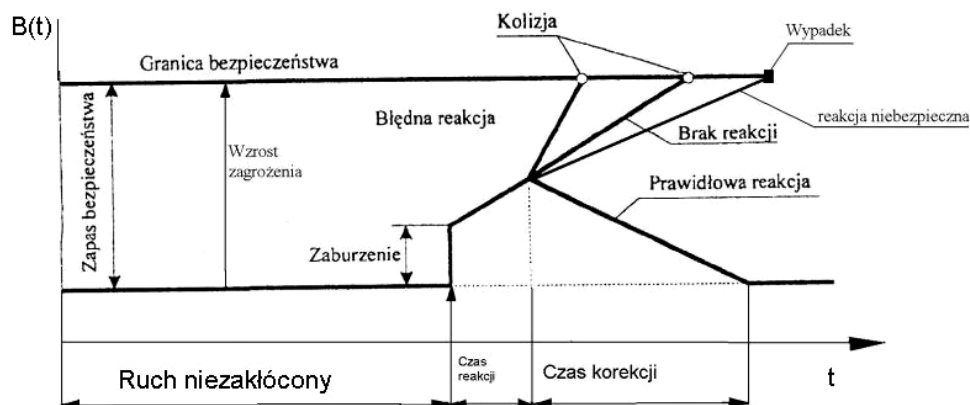 B(t)
Kolizja
Wypadek
Granica bezpieczeństwa
Błędna reakcja
reakcja niebezpieczna
Brak reakcji
Zapas bezpieczeństwa
Wzrost
zagrożenia
Prawidłowa reakcja
Zaburzenie
Ruch niezakłócony
Czas
reakcji
Czas korekcji
t